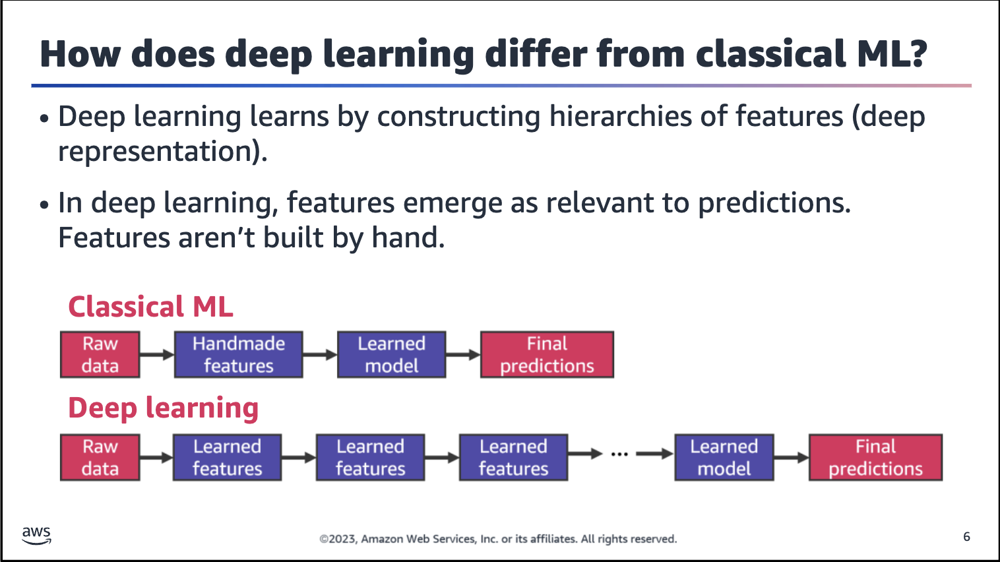 How does deep learning differ from classical ML?
• Deep learning learns by constructing hierarchies of features (deep
representation).
• In deep learning, features emerge as relevant to predictions.
Features aren’t built by hand.
Classical ML
Raw data
Handmade features
Learned model
Final predictions
Deep learning
Raw data
Learned features
Learned features
Learned features
...
Learned model
Final predictions
aws
©2023, Amazon Web Services, Inc. or its affiliates. All rights reserved.
6